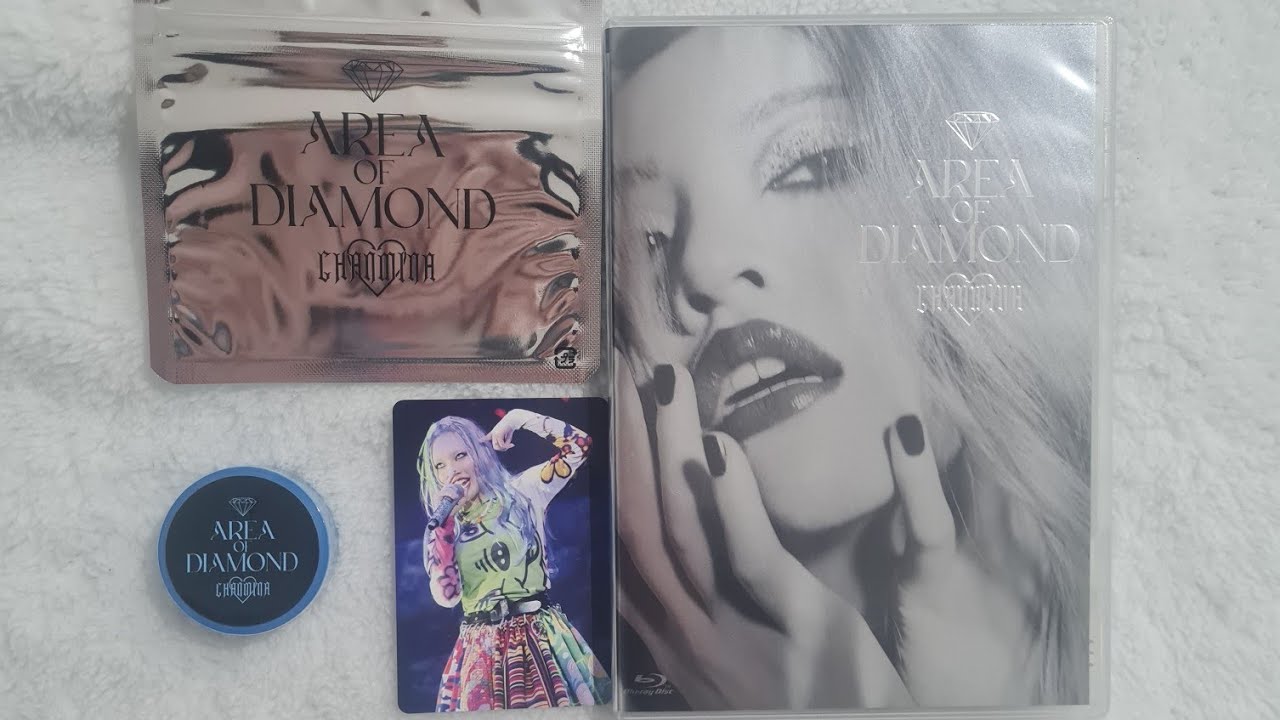 AREA
OF
DIAMOND
CHANMINA
AREA
OF
DIAMOND
CHANMINA
AREA
OF
DIAMOND
CHANMINA
Blu-ray Disc